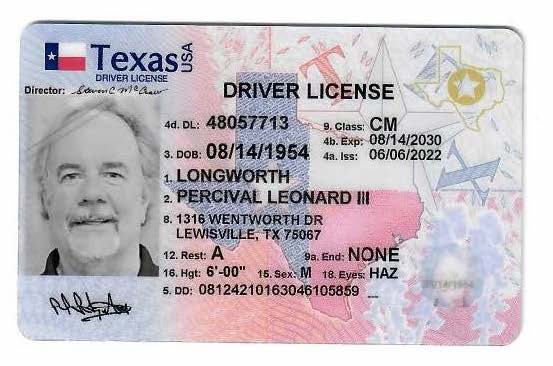 Texas USA
DRIVER LICENSE
Director:
DRIVER LICENSE
4d. DL: 48057713 9. Class: CM
4b. Exp: 08/14/2030
3. DOB: 08/14/1954 4a. Iss: 06/06/2022
1. LONGWORTH
2. PERCIVAL LEONARD III
8. 1316 WENTWORTH DR
LEWISVILLE, TX 75067
12. Rest: A 9a. End: NONE
16. Hgt: 6'-00" 15. Sex: M 18. Eyes: HAZ
5. DD: 08124210163046105859
08/14/1954